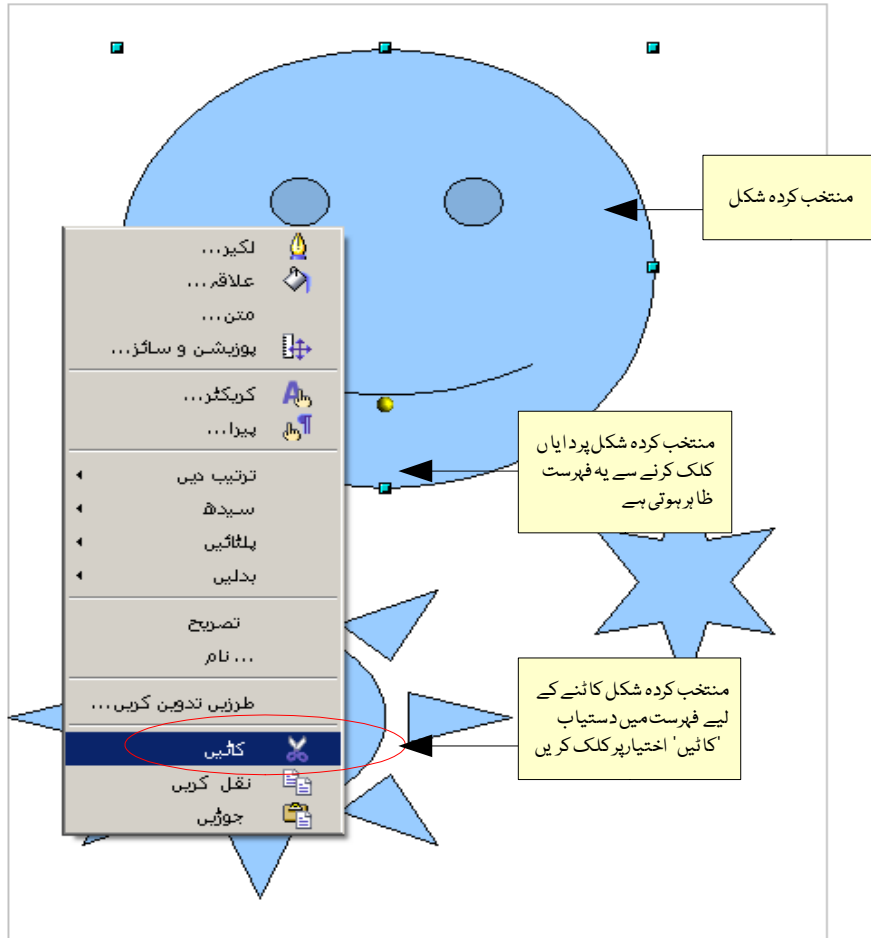 منتخب کردہ شکل
لکیر...
علاقہ...
متن...
پوزیشن و سائز...
کریکٹر...
پیرا...
ترتیب دیں
سیدھ
پلٹائیں
بدلیں
تصریح
نام ...
طرزیں تدوین کریں...
کاٹیں
نقل کریں
جوڑیں
منتخب کردہ شکل پر دایاں
کلک کرنے سے یہ فہرست
ظاہر ہوتی ہے
منتخب کردہ شکل کاٹنے کے
لیے فہرست میں دستیاب
'کاٹیں' اختیار پر کلک کریں